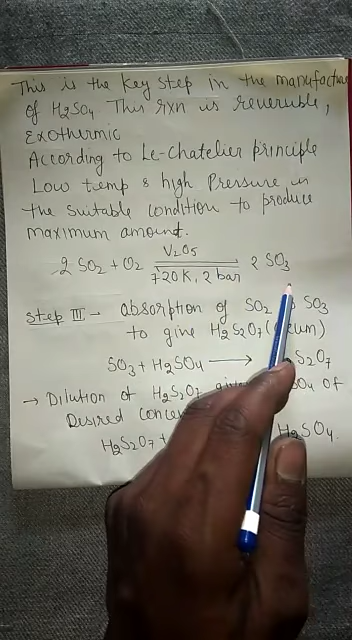 This is the key step in the manufactur
of H2SO4. This rxn is reversible,
Exothermic
According to Le-Chatelier principle
Low temp & high Pressure is
the suitable condition to produce
maximum amount.
V2O5
2 SO2 + O2 2 SO3
720 K, 2 bar
Step III - absorption of SO2 SO3
to give H2S2O7 (
SO3 + H2SO4 → S2O7
→ Dilution of H2S2O7 of
Desired
H2S2O7 + H2SO4.